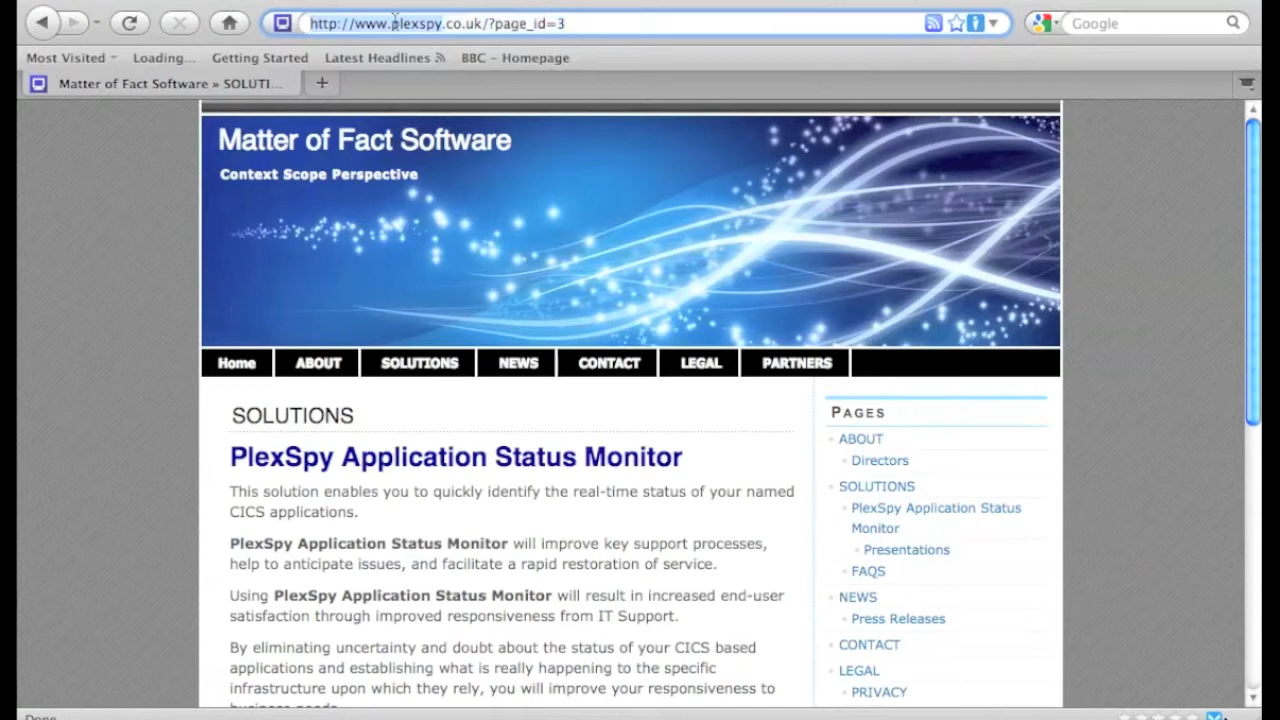 http://www.plexspy.co.uk/?page_id=3
Google
Most Visited
Loading...
Getting Started
Latest Headlines
BBC – Homepage
Matter of Fact Software » SOLUTI...
Matter of Fact Software
Context Scope Perspective
Home
ABOUT
SOLUTIONS
NEWS
CONTACT
LEGAL
PARTNERS
SOLUTIONS
PlexSpy Application Status Monitor
This solution enables you to quickly identify the real-time status of your named
CICS applications.
PlexSpy Application Status Monitor will improve key support processes,
help to anticipate issues, and facilitate a rapid restoration of service.
Using PlexSpy Application Status Monitor will result in increased end-user
satisfaction through improved responsiveness from IT Support.
By eliminating uncertainty and doubt about the status of your CICS based
applications and establishing what is really happening to the specific
infrastructure upon which they rely, you will improve your responsiveness to
business needs.
PAGES
ABOUT
Directors
SOLUTIONS
PlexSpy Application Status
Monitor
Presentations
FAQS
NEWS
Press Releases
CONTACT
LEGAL
PRIVACY
Done